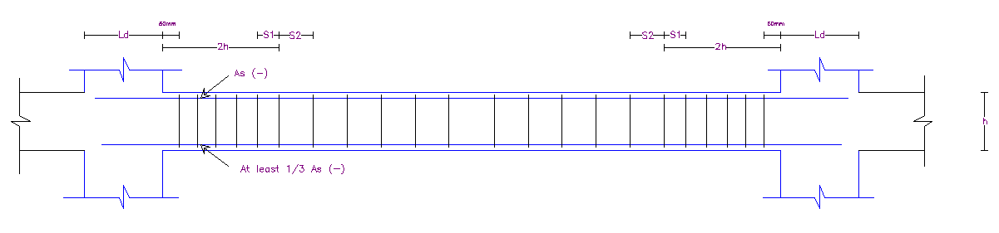 50mm
50mm
Ld
S1
S2
S2
S1
Ld
2h
2h
As (-)
h
At least 1/3 As (-)